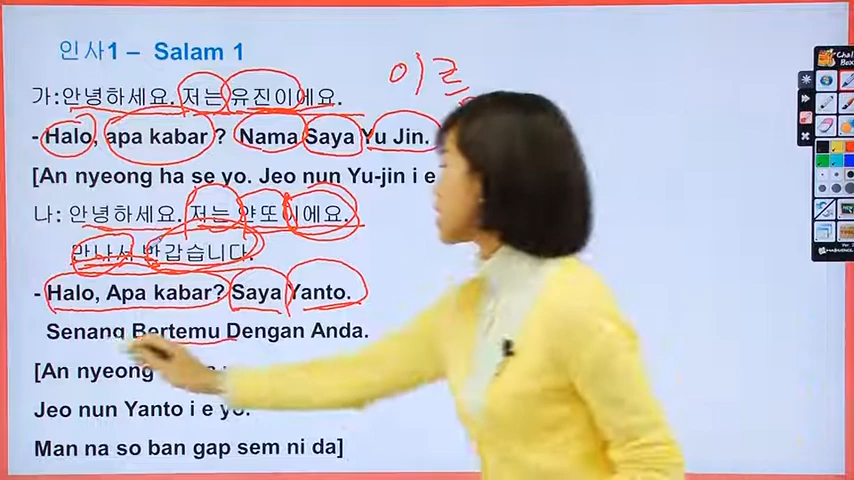 인사1 – Salam 1
이르
가:안녕하세요. 저는 유진이에요.
- Halo, apa kabar? Nama Saya Yu Jin.
[An nyeong ha se yo. Jeo nun Yu-jin i e
나: 안녕하세요. 저는 얀또이에요.
만나서 반갑습니다.
- Halo, Apa kabar? Saya Yanto.
Senang Bertemu Dengan Anda.
[An nyeong
Jeo nun Yanto i e yo.
Man na so ban gap sem ni da]